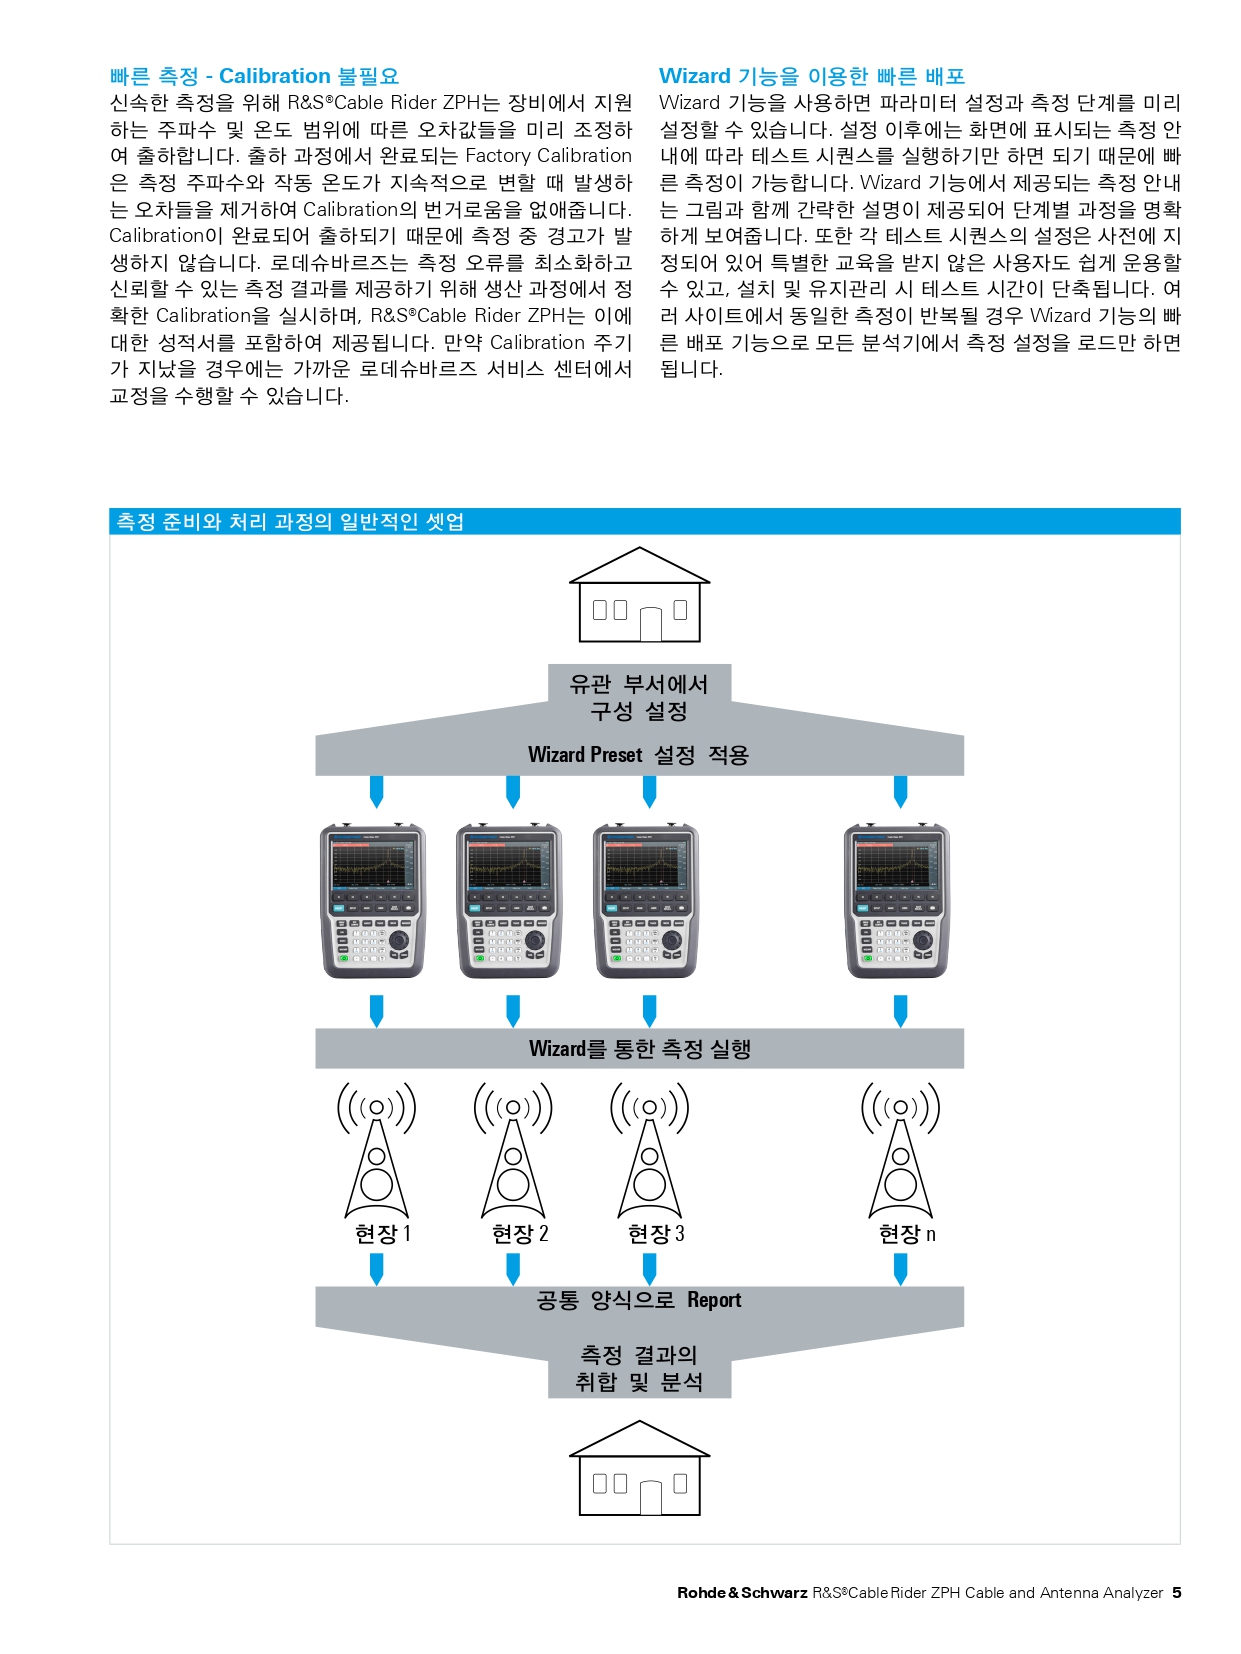 빠른 측정 - Calibration 불필요
신속한 측정을 위해 R&S®Cable Rider ZPH는 장비에서 지원
하는 주파수 및 온도 범위에 따른 오차값들을 미리 조정하
여 출하합니다. 출하 과정에서 완료되는 Factory Calibration
은 측정 주파수와 작동 온도가 지속적으로 변할 때 발생하
는 오차들을 제거하여 Calibration의 번거로움을 없애줍니다.
Calibration이 완료되어 출하되기 때문에 측정 중 경고가 발
생하지 않습니다. 로데슈바르즈는 측정 오류를 최소화하고
신뢰할 수 있는 측정 결과를 제공하기 위해 생산 과정에서 정
확한 Calibration을 실시하며, R&S®Cable Rider ZPH는 이에
대한 성적서를 포함하여 제공됩니다. 만약 Calibration 주기
가 지났을 경우에는 가까운 로데슈바르즈 서비스 센터에서
교정을 수행할 수 있습니다.
Wizard 기능을 이용한 빠른 배포
Wizard 기능을 사용하면 파라미터 설정과 측정 단계를 미리
설정할 수 있습니다. 설정 이후에는 화면에 표시되는 측정 안
내에 따라 테스트 시퀀스를 실행하기만 하면 되기 때문에 빠
른 측정이 가능합니다. Wizard 기능에서 제공되는 측정 안내
는 그림과 함께 간략한 설명이 제공되어 단계별 과정을 명확
하게 보여줍니다. 또한 각 테스트 시퀀스의 설정은 사전에 지
정되어 있어 특별한 교육을 받지 않은 사용자도 쉽게 운용할
수 있고, 설치 및 유지관리 시 테스트 시간이 단축됩니다. 여
러 사이트에서 동일한 측정이 반복될 경우 Wizard 기능의 빠
른 배포 기능으로 모든 분석기에서 측정 설정을 로드만 하면
됩니다.
측정 준비와 처리 과정의 일반적인 셋업
유관 부서에서
구성 설정
Wizard Preset 설정 적용
Wizard를 통한 측정 실행
현장 1
현장 2
현장 3
현장 n
공통 양식으로 Report
측정 결과의
취합 및 분석
Rohde & Schwarz R&S®Cable Rider ZPH Cable and Antenna Analyzer 5